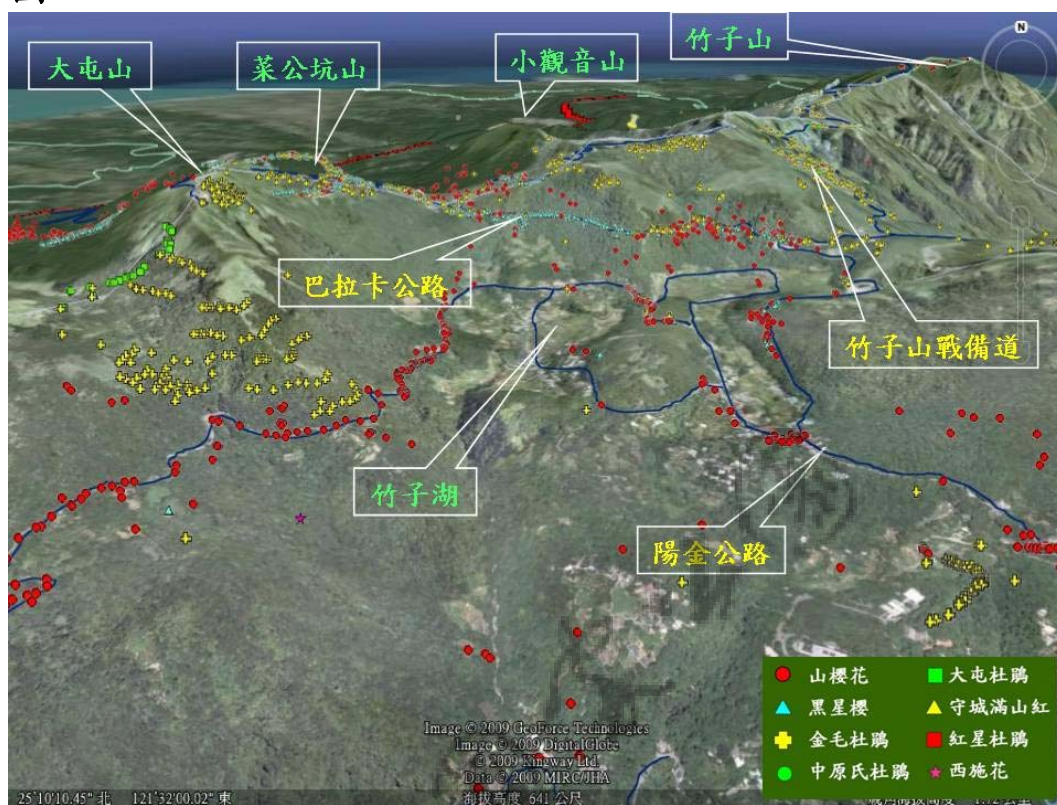 竹子山
N
大屯山
菜公坑山
小觀音山
巴拉卡公路
竹子山戰備道
竹子湖
陽金公路
山櫻花
大屯杜鵑
黑星櫻
守城滿山紅
金毛杜鵑
紅星杜鵑
中原氏杜鵑
西施花
Image © 2009 GeoForce Technologies
Image © 2009 DigitalGlobe
© 2009 Kingway Ltd.
Data © 2009 MIRC/JHA
25°10'10.45" 北 121°32'00.02" 東
海拔高度 641 公尺